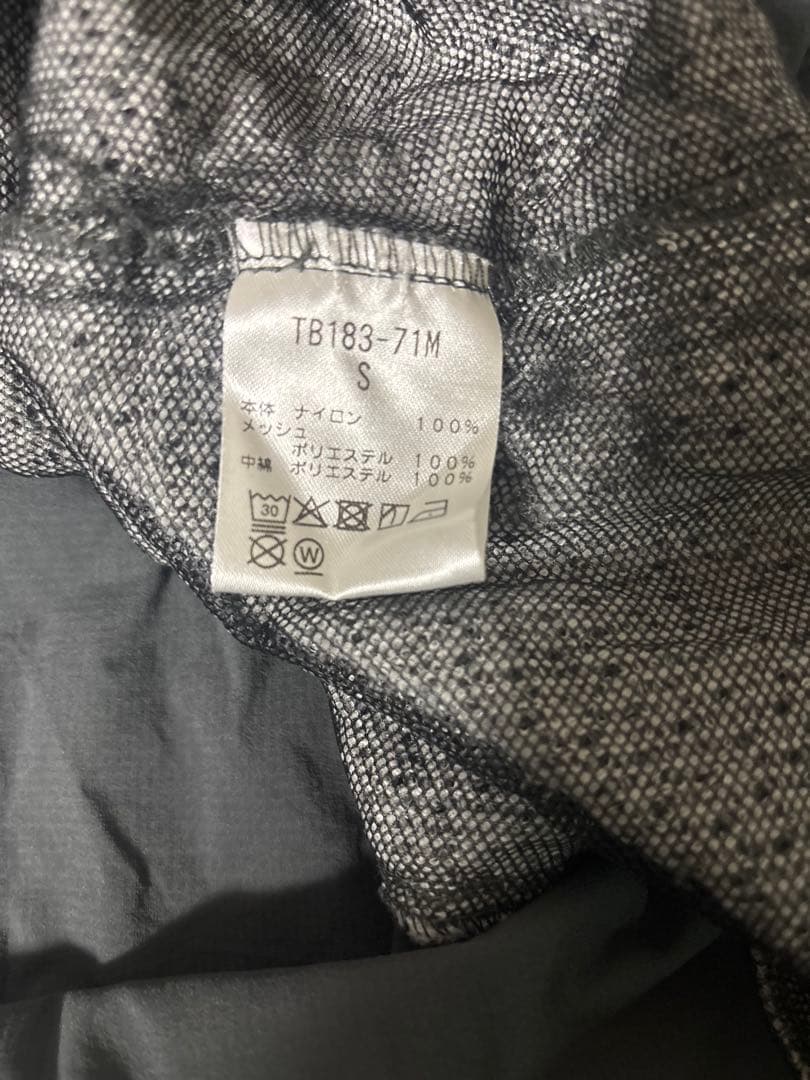 TB183-71M
S
本体 ナイロン 100%
メッシュ
ポリエステル 100%
中綿 ポリエステル 100%
30
W